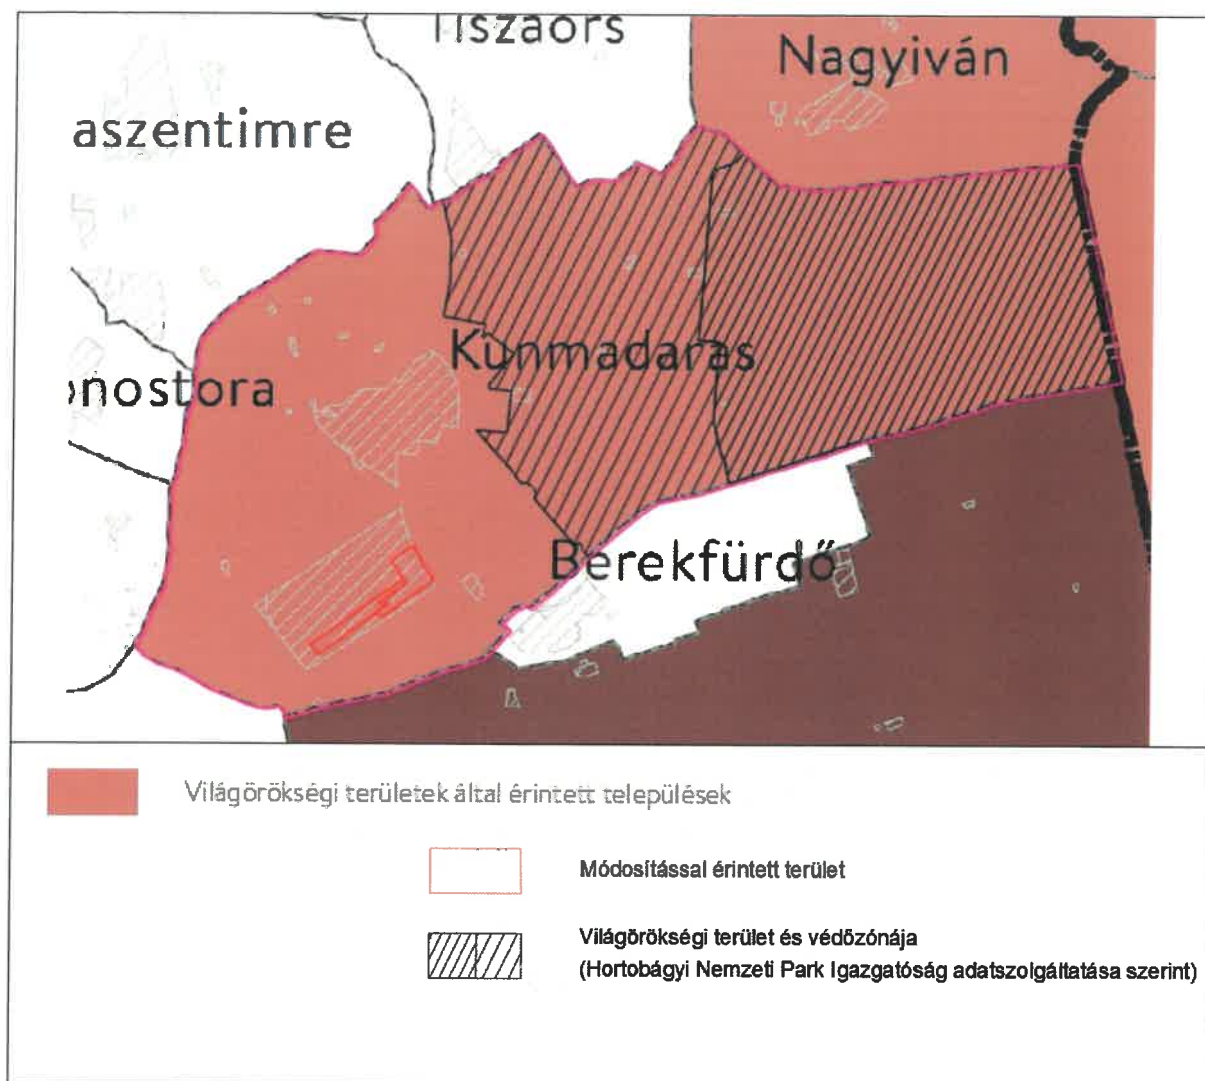 Tiszaörs
Nagyiván
aszentimre
Kunmadaras
onostora
Berekfürdő
Világörökségi területek által érintett települések
Módosítással érintett terület
Világörökségi terület és védőzónája
(Hortobágyi Nemzeti Park Igazgatóság adatszolgáltatása szerint)